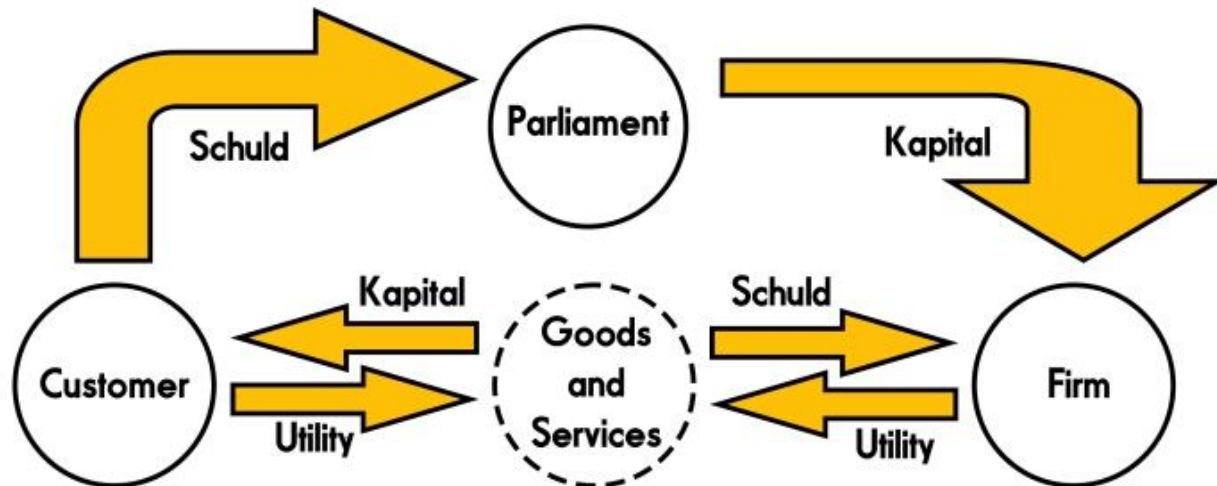 Parliament
Schuld
Kapital
Kapital
Schuld
Customer
Goods
and
Services
Firm
Utility
Utility